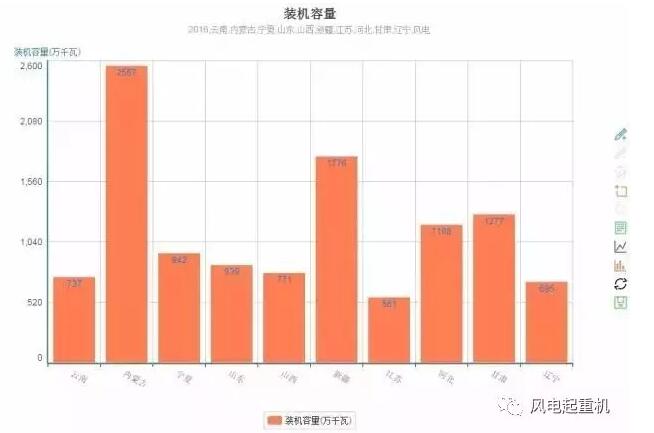 装机容量
2016,云南,内蒙古,宁夏,山东,山西,新疆,江苏,河北,甘肃,辽宁,风电
装机容量(万千瓦)
2,600
2,080
1,560
1,040
520
0
737
942
771
1776
561
1277
695
云南
内蒙古
宁夏
山东
山西
新疆
江苏
河北
甘肃
辽宁
装机容量(万千瓦)
风电起重机